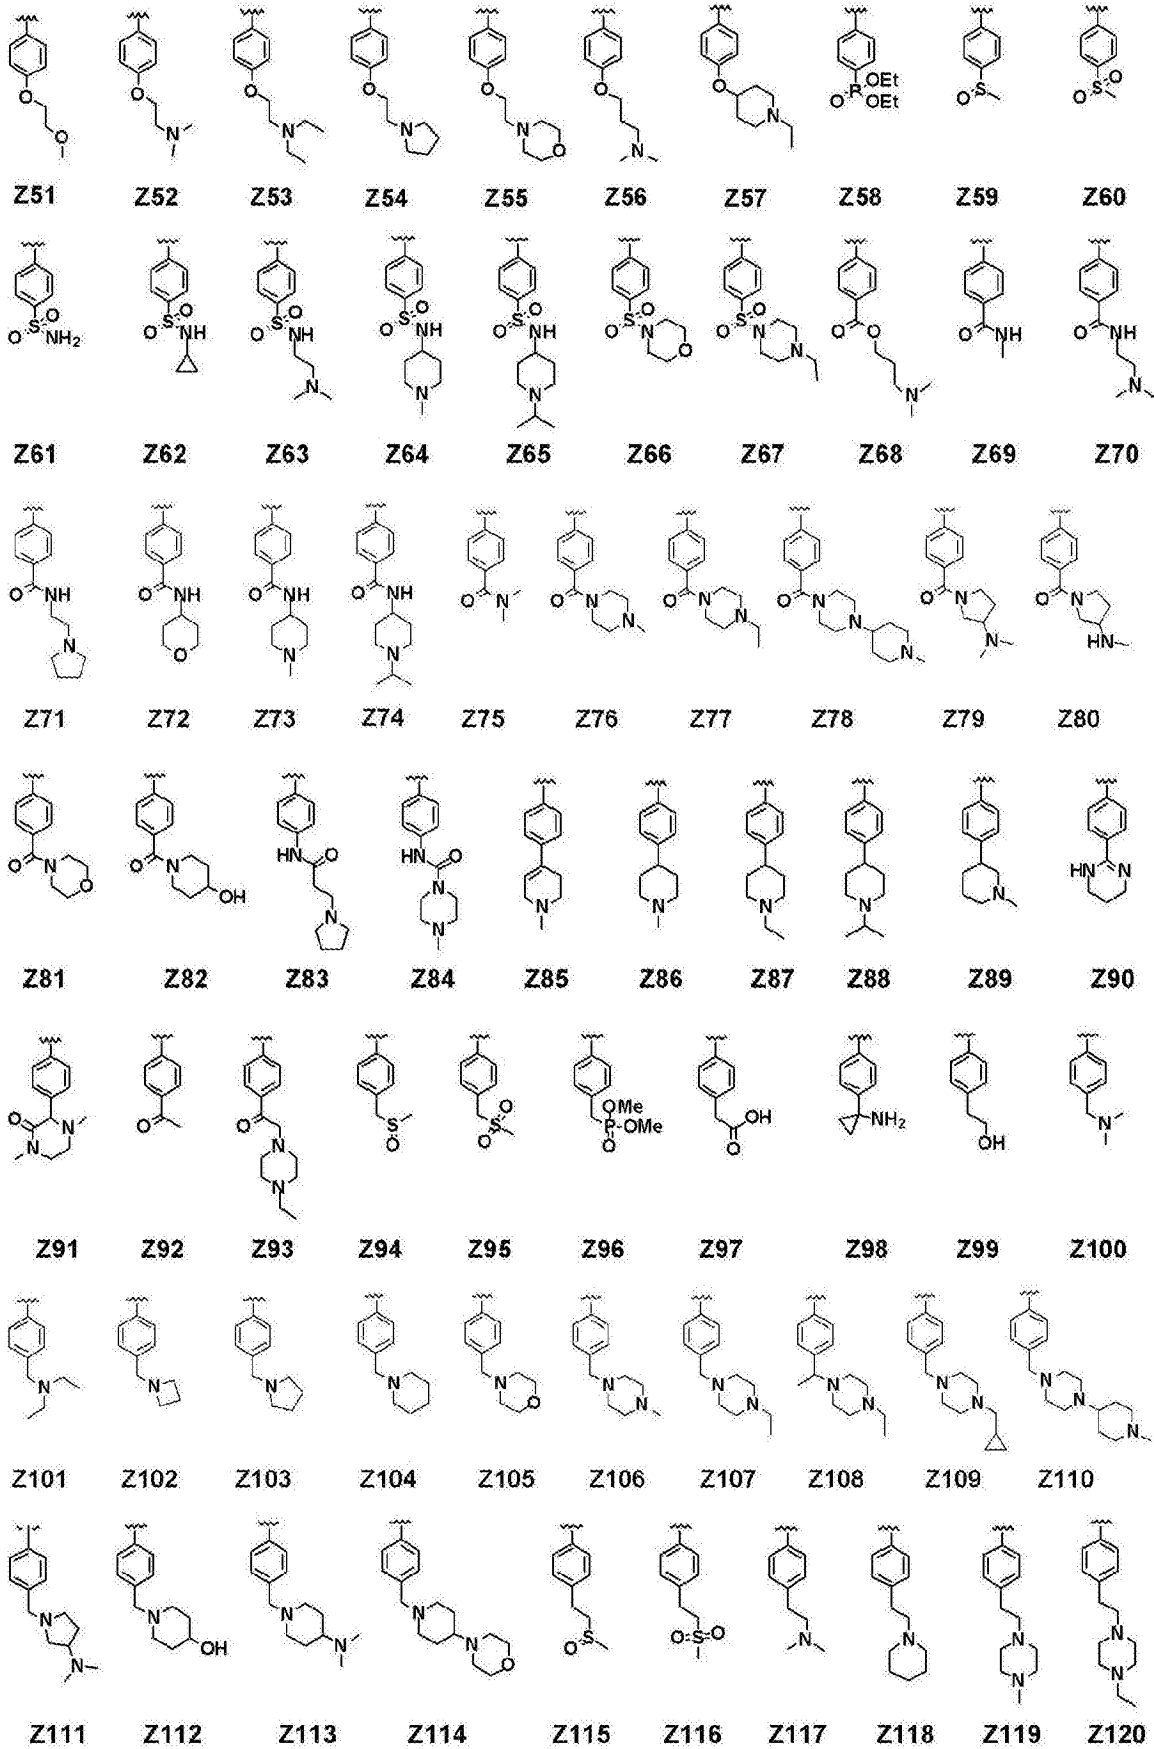 O O O O O O O P OEt O OEt S O O S O
O N N N N N N
O
Z51 Z52 Z53 Z54 Z55 Z56 Z57 Z58 Z59 Z60
O S O NH2 O S O NH O S O NH O S O NH O S O NH O S O N O O S O N N O O O NH O NH
N N N N N
Z61 Z62 Z63 Z64 Z65 Z66 Z67 Z68 Z69 Z70
O NH O NH O NH O NH O N O N N O N N O N N N O N N O N HN
N O N N
Z71 Z72 Z73 Z74 Z75 Z76 Z77 Z78 Z79 Z80
O N O O N OH HN O N HN O N N N N N N N HN N
Z81 Z82 Z83 Z84 Z85 Z86 Z87 Z88 Z89 Z90
O N N O O N N S O O S O OMe P OMe O O OH NH2 OH N
Z91 Z92 Z93 Z94 Z95 Z96 Z97 Z98 Z99 Z100
N N N N N O N N N N N N N N N N N
Z101 Z102 Z103 Z104 Z105 Z106 Z107 Z108 Z109 Z110
N N N OH N N N N O O S O S O N N N N N N
Z111 Z112 Z113 Z114 Z115 Z116 Z117 Z118 Z119 Z120